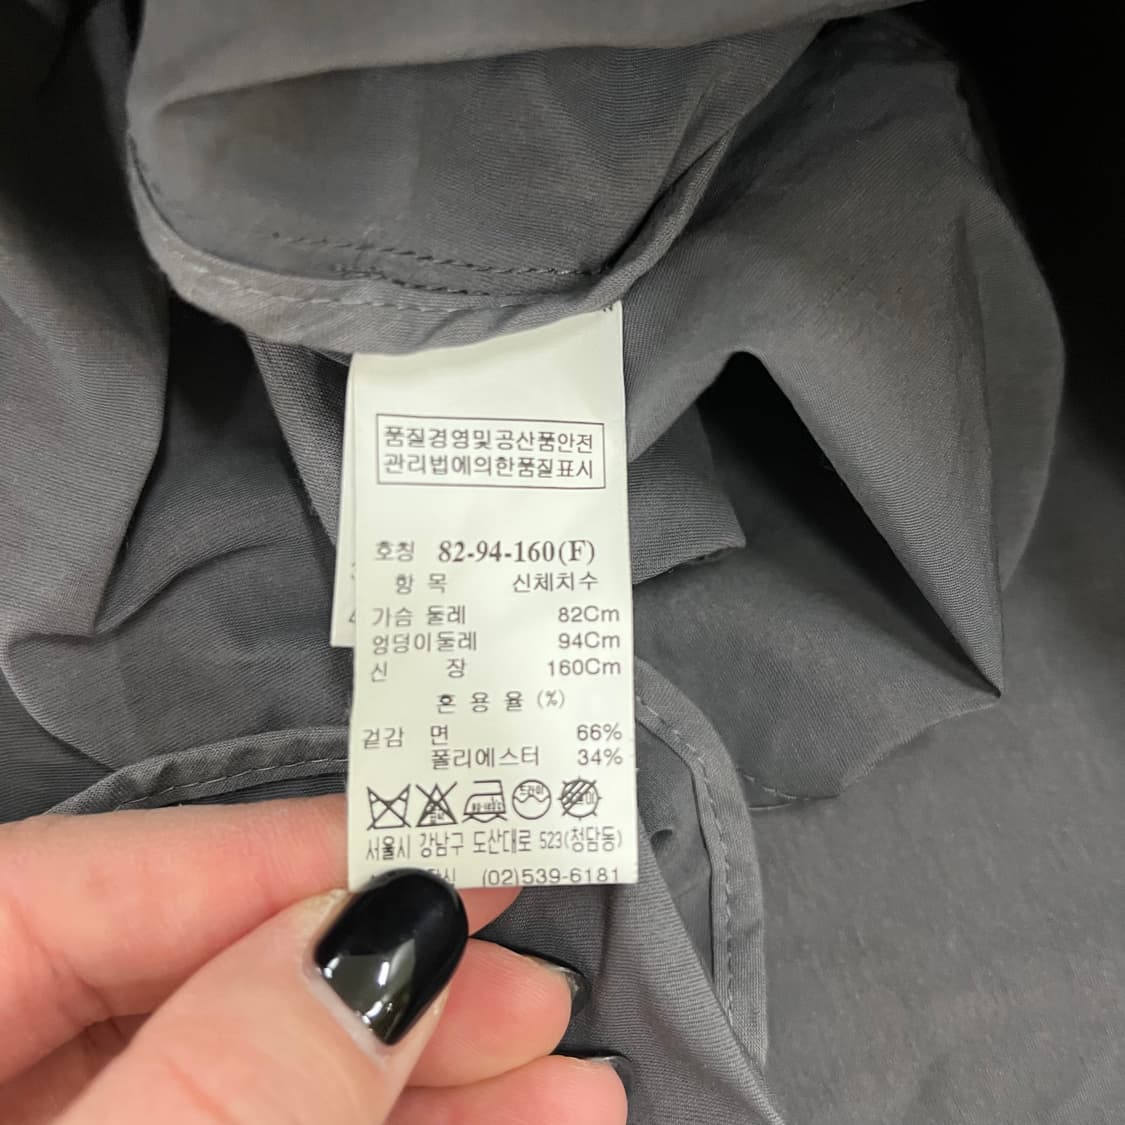 품질경영및공산품안전
관리법에의한품질표시
호칭 82-94-160(F)
항 목 신체치수
가슴 둘레 82Cm
엉덩이둘레 94Cm
신 장 160Cm
혼 용 율 (%)
겉감 면 66%
폴리에스터 34%
드라이
서울시 강남구 도산대로 523(청담동)
(02)539-6181